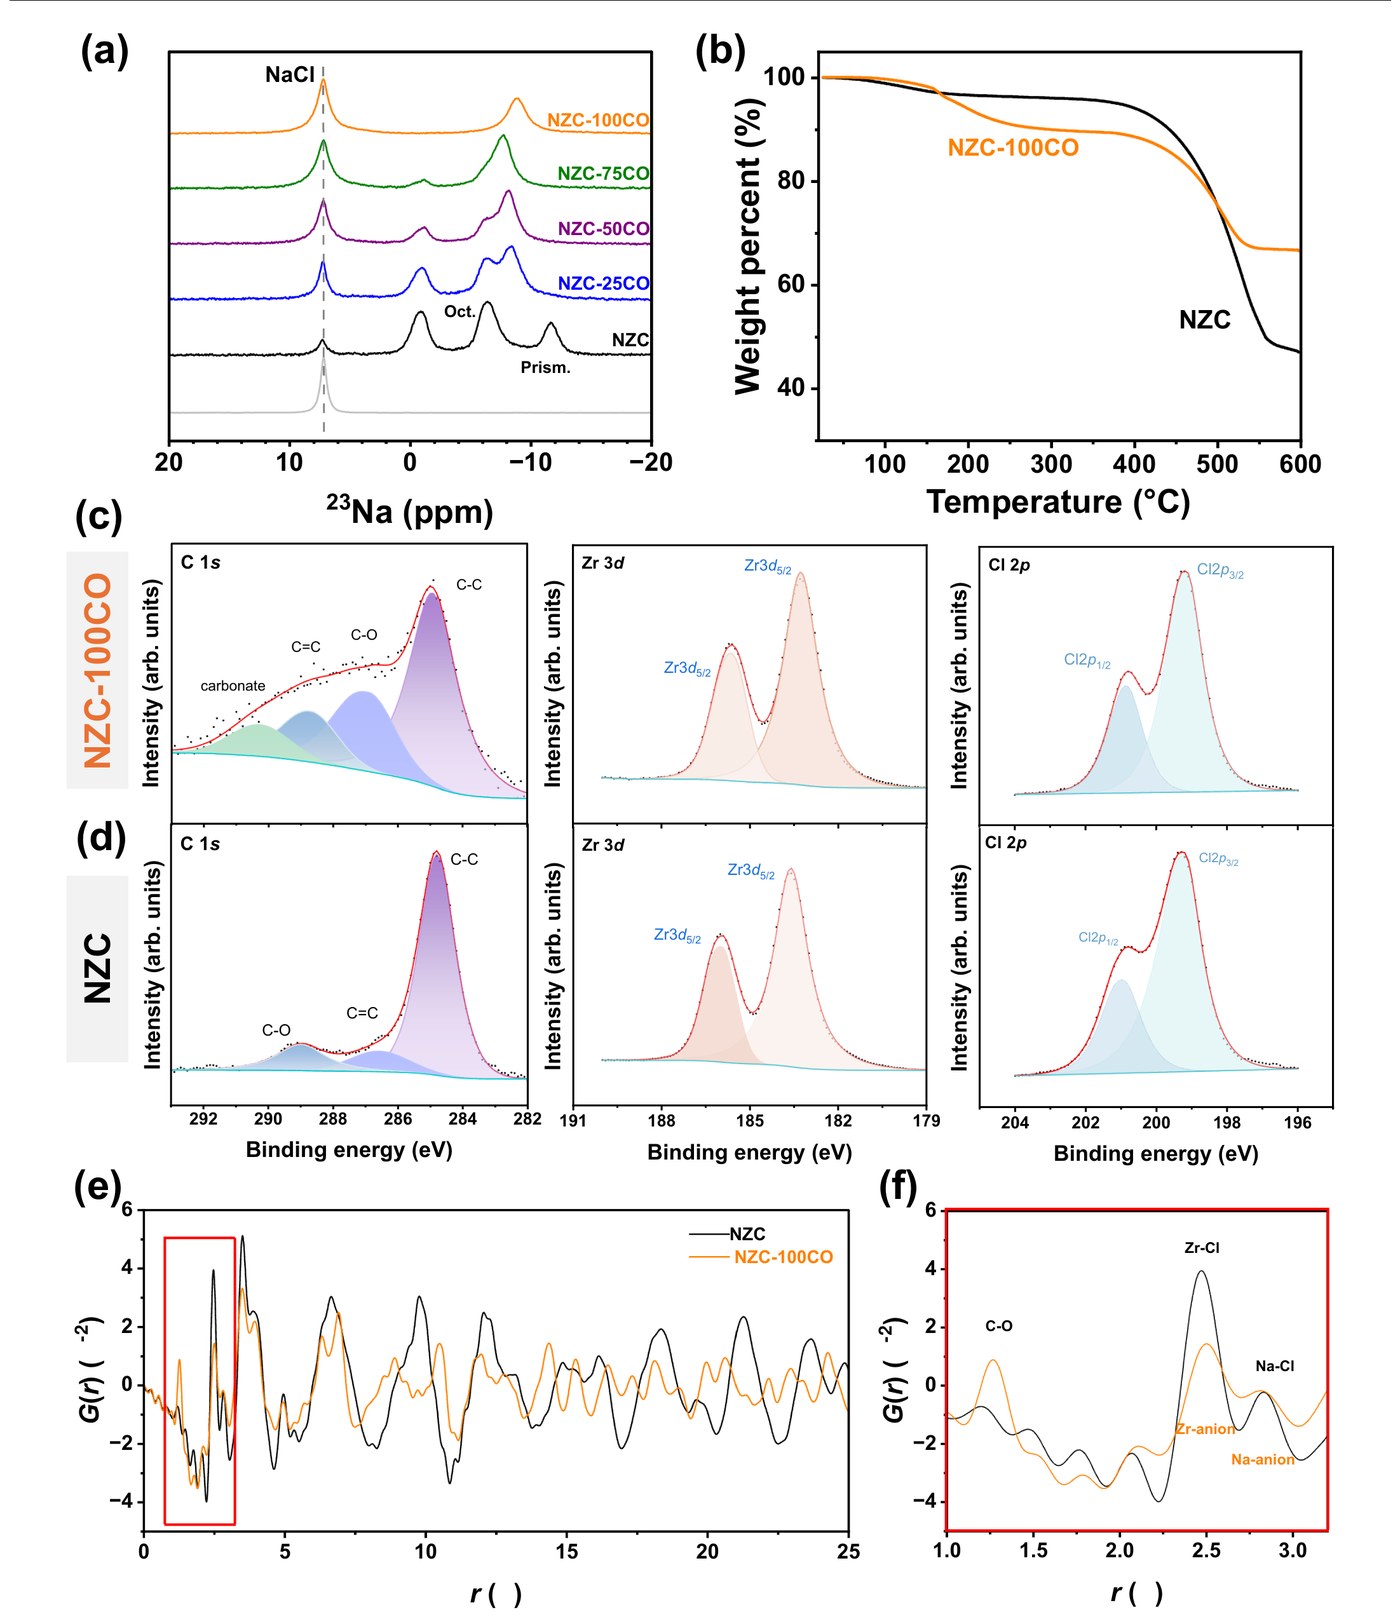 (a)
NaCl
NZC-100CO
NZC-75CO
NZC-50CO
NZC-25CO
Oct.
NZC
Prism.
20 10 0 −10 −20
²³Na (ppm)
(b)
Weight percent (%)
100
80
60
40
NZC-100CO
NZC
100 200 300 400 500 600
Temperature (°C)
(c)
NZC-100CO
Intensity (arb. units)
C 1s
C-C
C-O
C=C
carbonate
Intensity (arb. units)
Zr 3d
Zr3d5/2
Zr3d5/2
Intensity (arb. units)
Cl 2p
Cl2p3/2
Cl2p1/2
(d)
NZC
Intensity (arb. units)
C 1s
C-C
C=C
C-O
292 290 288 286 284 282
Binding energy (eV)
Intensity (arb. units)
Zr 3d
Zr3d5/2
Zr3d5/2
191 188 185 182 179
Binding energy (eV)
Intensity (arb. units)
Cl 2p
Cl2p3/2
Cl2p1/2
204 202 200 198 196
Binding energy (eV)
(e)
G(r) ( -2)
6
4
2
0
−2
−4
NZC
NZC-100CO
0 5 10 15 20 25
r ( )
(f)
G(r) ( -2)
6
4
2
0
−2
−4
Zr-Cl
C-O
Na-Cl
Zr-anion
Na-anion
1.0 1.5 2.0 2.5 3.0
r ( )